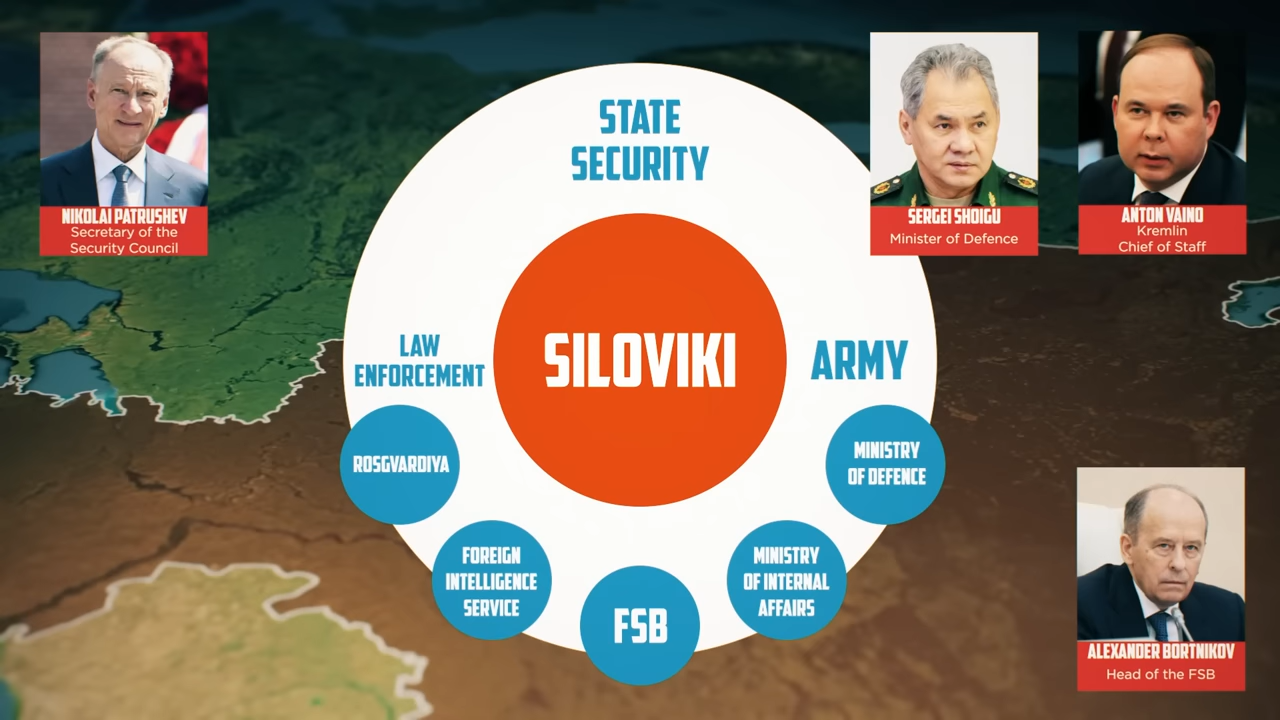 NIKOLAI PATRUSHEV
Secretary of the
Security Council
STATE
SECURITY
SERGEI SHOIGU
Minister of Defence
ANTON VAINO
Kremlin
Chief of Staff
LAW
ENFORCEMENT
SILOVIKI
ARMY
ROSGVARDIYA
MINISTRY
OF DEFENCE
FOREIGN
INTELLIGENCE
SERVICE
FSB
MINISTRY
OF INTERNAL
AFFAIRS
ALEXANDER BORTNIKOV
Head of the FSB